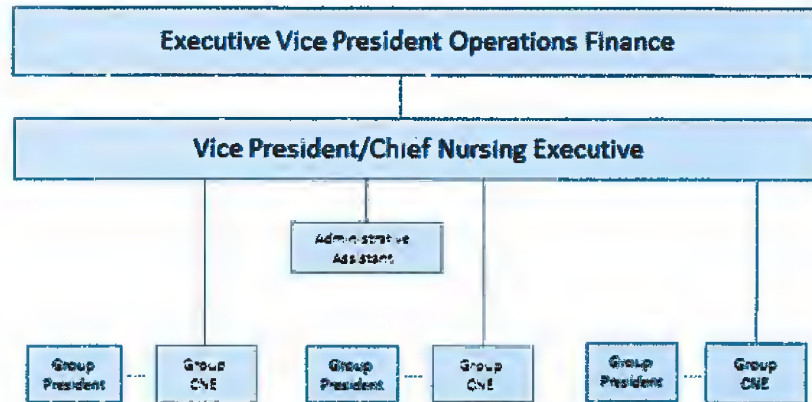 Executive Vice President Operations Finance
Vice President/Chief Nursing Executive
Administrative
Assistant
Group
President
Group
CNE
Group
President
Group
CNE
Group
President
Group
CNE